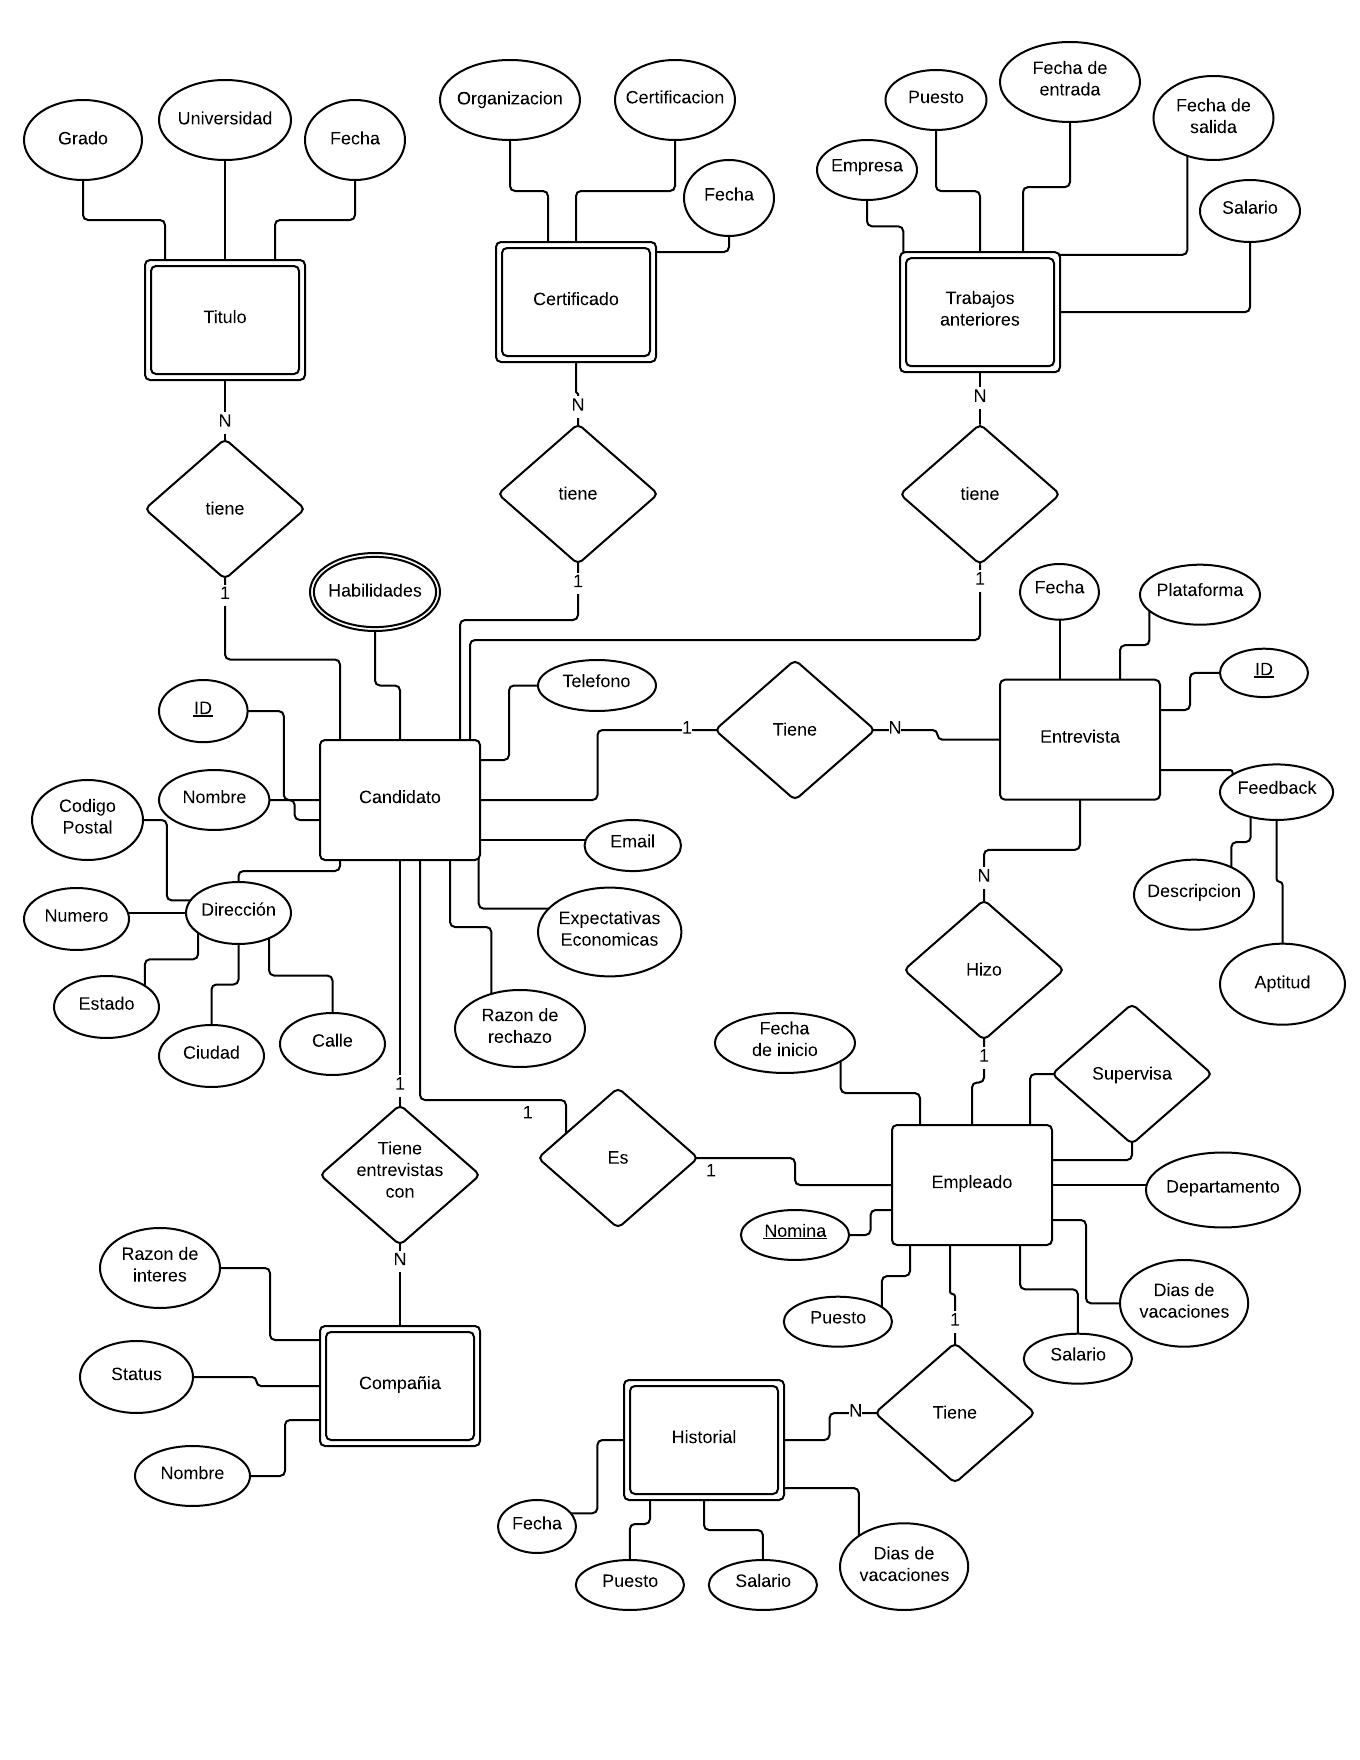 Grado
Universidad
Fecha
Organizacion
Certificacion
Fecha
Puesto
Fecha de
entrada
Fecha de
salida
Empresa
Salario
Titulo
Certificado
Trabajos
anteriores
N
N
N
tiene
tiene
tiene
1
1
1
Habilidades
Fecha
Plataforma
ID
ID
Telefono
1
Tiene
N
Entrevista
Nombre
Candidato
Codigo
Postal
Email
Feedback
Numero
Dirección
Expectativas
Economicas
N
Descripcion
Estado
Ciudad
Calle
Razon de
rechazo
Hizo
Aptitud
Fecha
de inicio
1
Supervisa
1
1
Tiene
entrevistas
con
Es
1
Empleado
Departamento
Nomina
N
Razon de
interes
Puesto
1
Dias de
vacaciones
Salario
Status
Compañia
Nombre
Historial
N
Tiene
Fecha
Puesto
Salario
Dias de
vacaciones